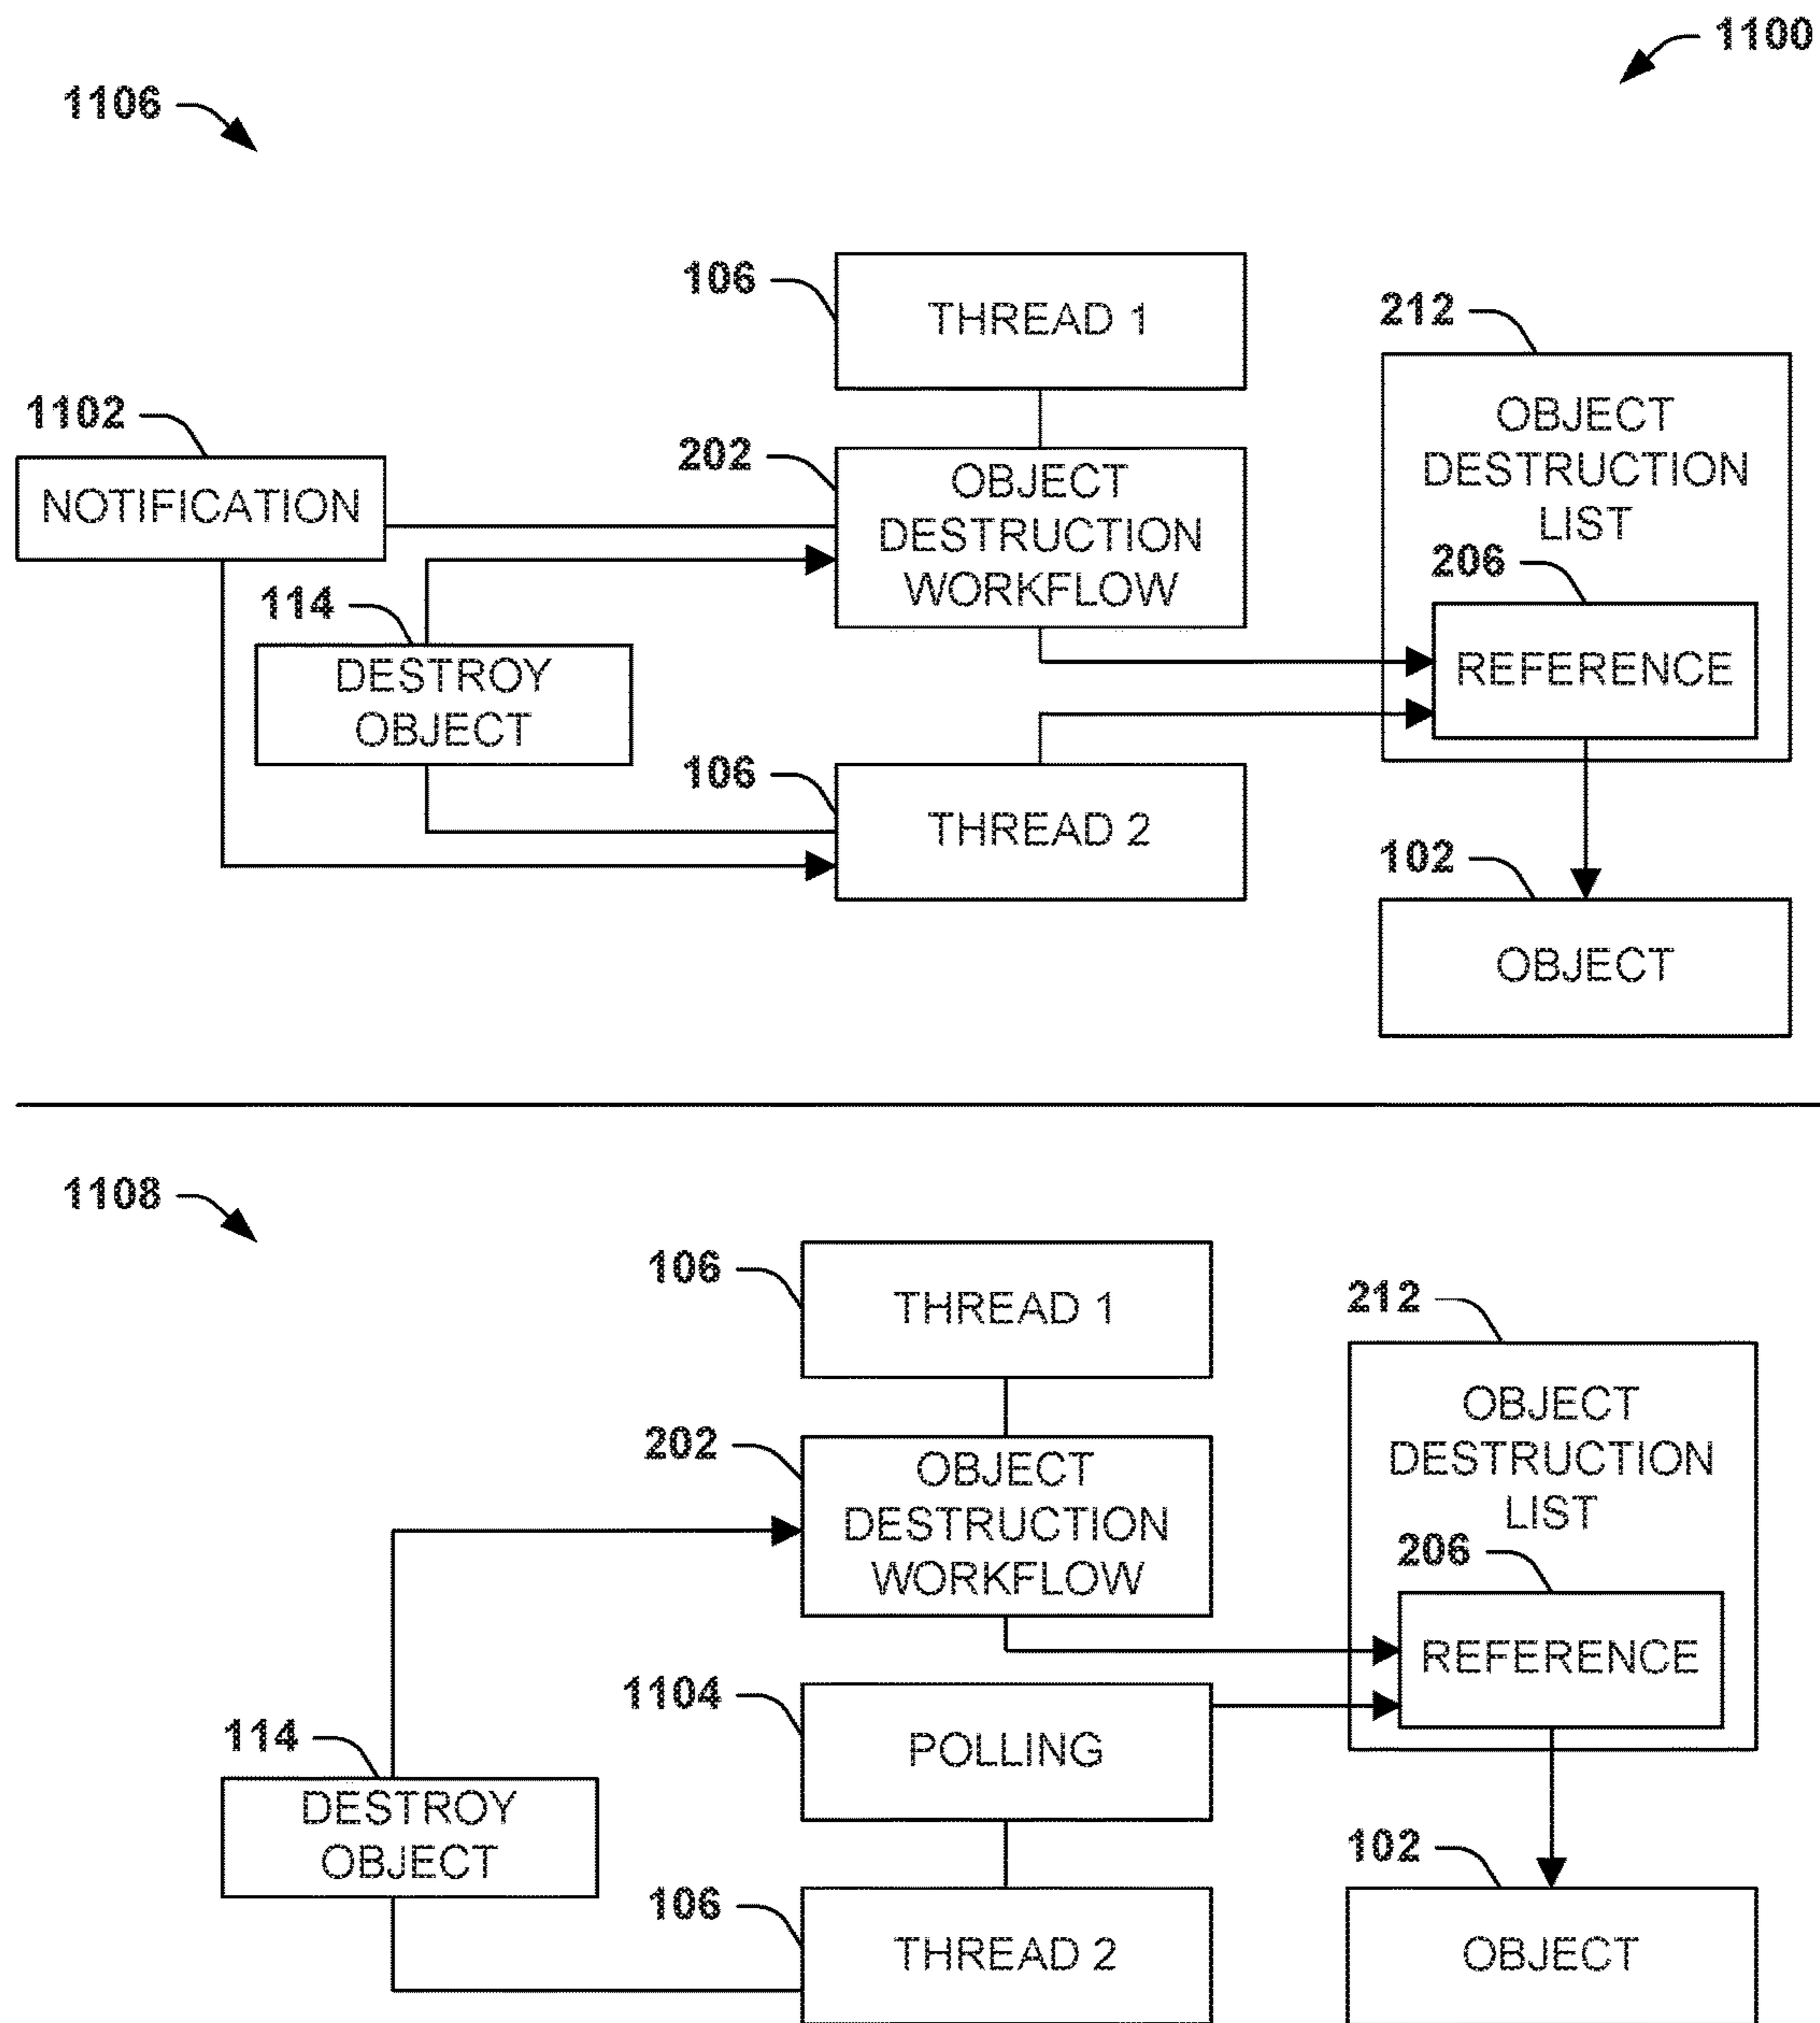 1100
1106
106
THREAD 1
212
OBJECT
DESTRUCTION
LIST
1102
NOTIFICATION
202
OBJECT
DESTRUCTION
WORKFLOW
206
REFERENCE
114
DESTROY
OBJECT
106
THREAD 2
102
OBJECT
1108
106
THREAD 1
212
OBJECT
DESTRUCTION
LIST
202
OBJECT
DESTRUCTION
WORKFLOW
206
REFERENCE
1104
POLLING
114
DESTROY
OBJECT
106
THREAD 2
102
OBJECT